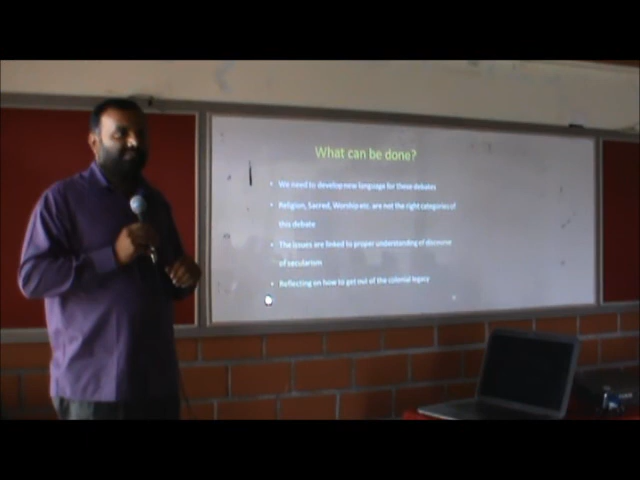 What can be done?
• We need to develop new language for these debates
• Religion, Sacred, Worship etc. are not the right categories of
this debate
• The issues are linked to proper understanding of discourse
of secularism
• Reflecting on how to get out of the colonial legacy